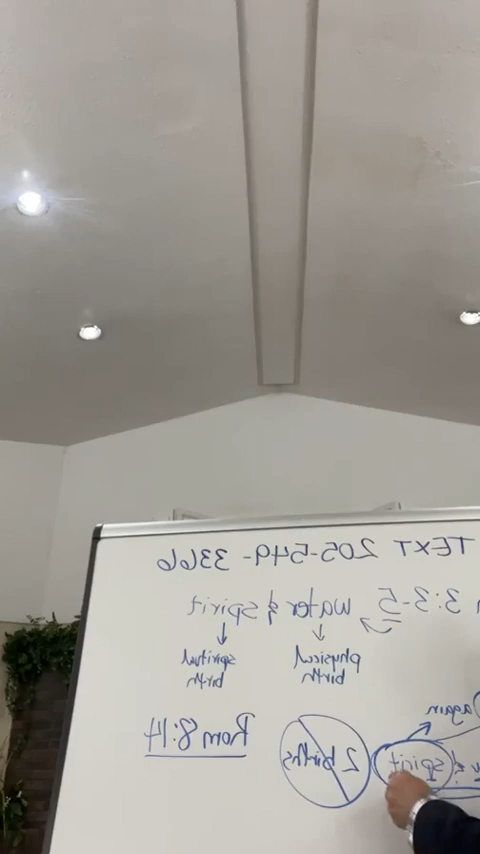 TEXT 205-549-3366
3:3-5 water & spirit
physical birth
spiritual birth
again
& spirit
2 births
Rom 8:14